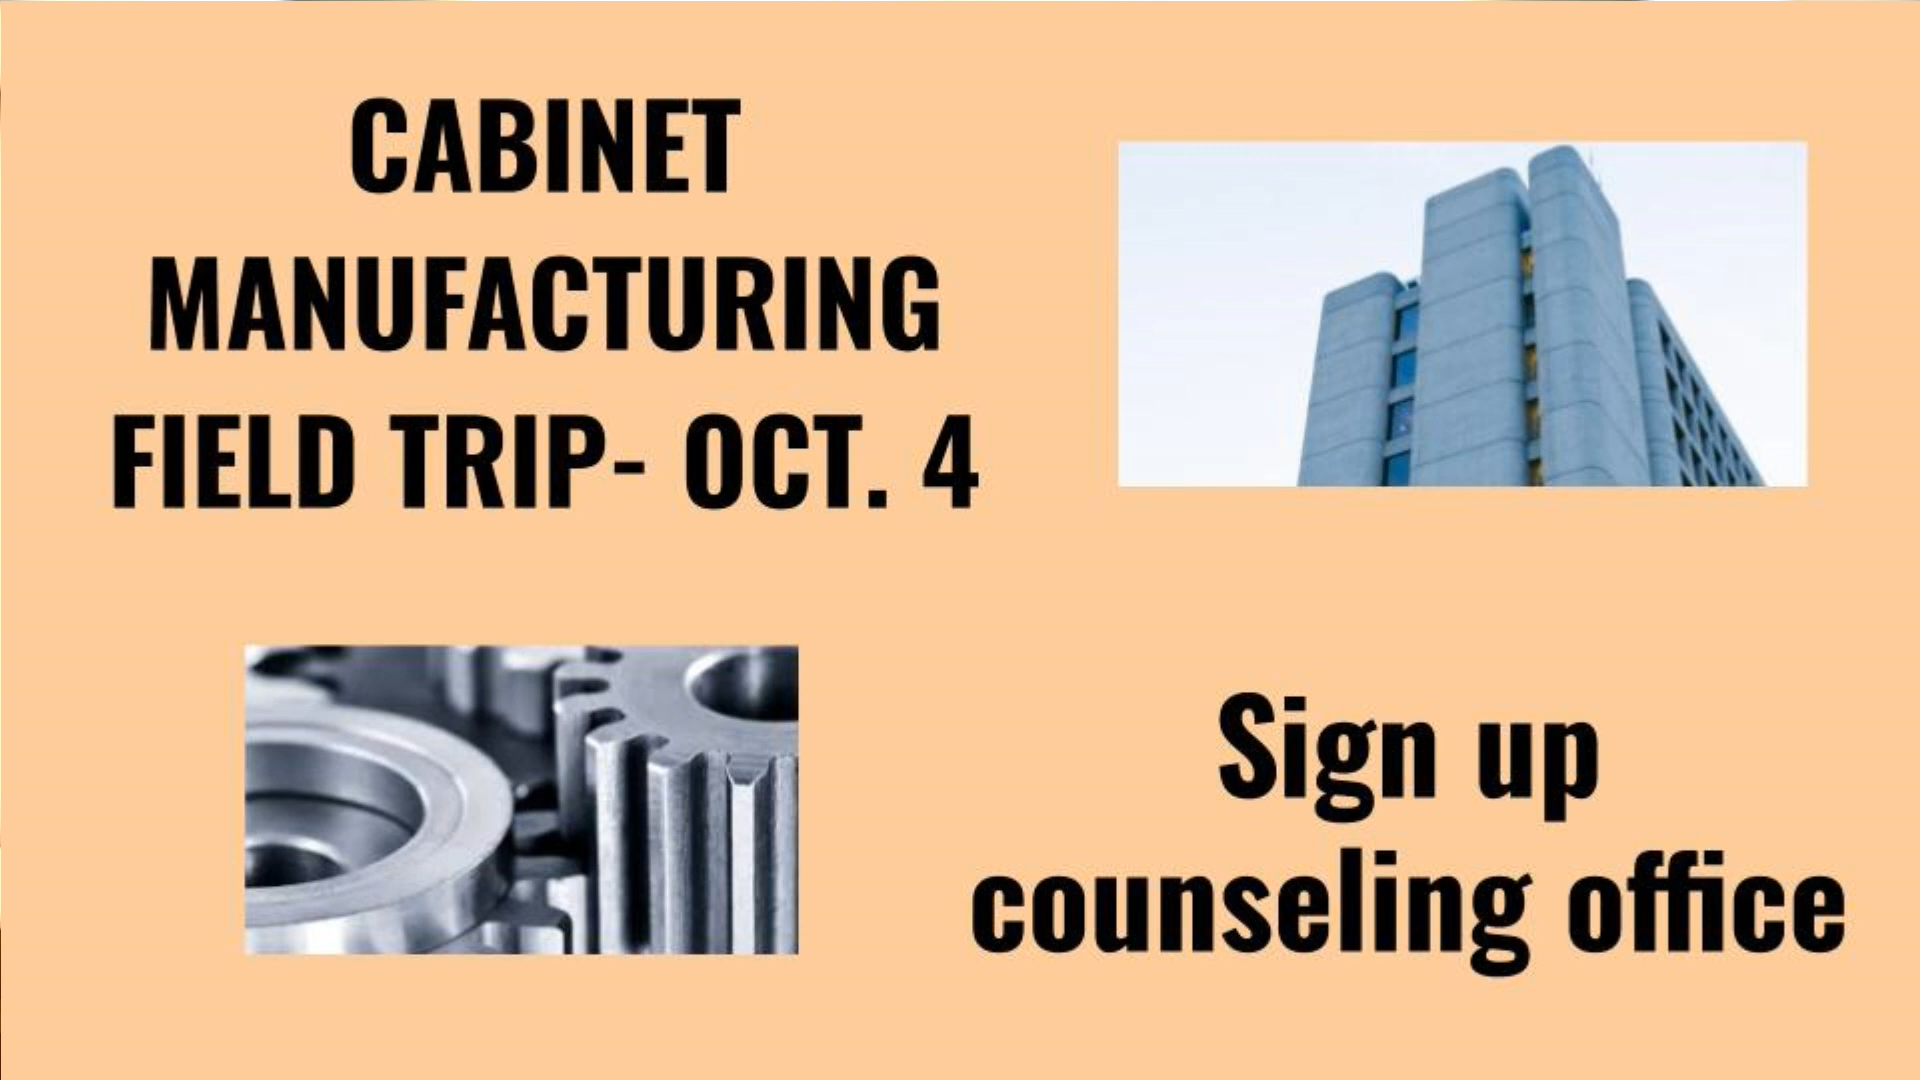 CABINET
MANUFACTURING
FIELD TRIP- OCT. 4
Sign up
counseling office